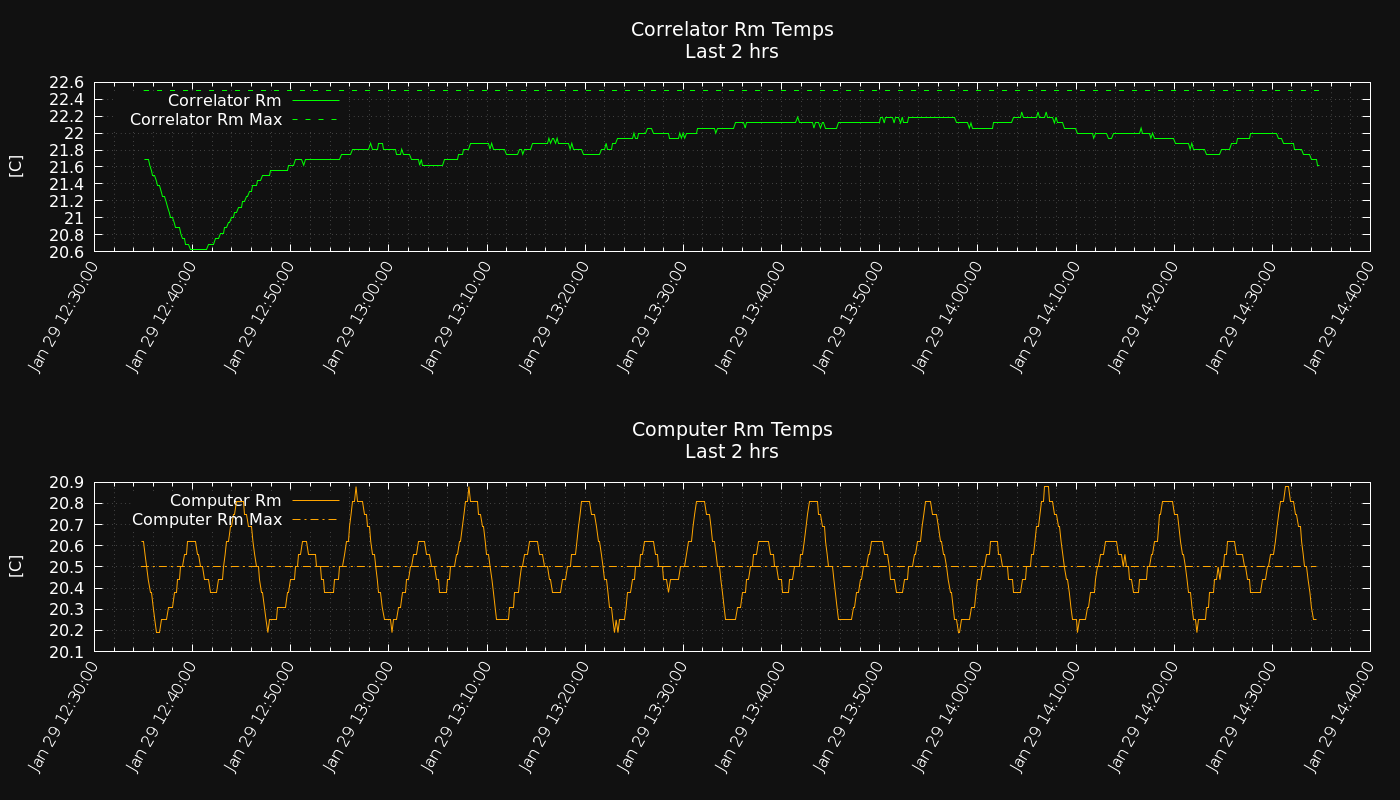 Correlator Rm Temps
Last 2 hrs
22.6
22.4
22.2
22
21.8
21.6
21.4
21.2
21
20.8
20.6
[C]
Correlator Rm
Correlator Rm Max
Jan 29 12:30:00
Jan 29 12:40:00
Jan 29 12:50:00
Jan 29 13:00:00
Jan 29 13:10:00
Jan 29 13:20:00
Jan 29 13:30:00
Jan 29 13:40:00
Jan 29 13:50:00
Jan 29 14:00:00
Jan 29 14:10:00
Jan 29 14:20:00
Jan 29 14:30:00
Jan 29 14:40:00
Computer Rm Temps
Last 2 hrs
20.9
20.8
20.7
20.6
20.5
20.4
20.3
20.2
20.1
[C]
Computer Rm
Computer Rm Max
Jan 29 12:30:00
Jan 29 12:40:00
Jan 29 12:50:00
Jan 29 13:00:00
Jan 29 13:10:00
Jan 29 13:20:00
Jan 29 13:30:00
Jan 29 13:40:00
Jan 29 13:50:00
Jan 29 14:00:00
Jan 29 14:10:00
Jan 29 14:20:00
Jan 29 14:30:00
Jan 29 14:40:00